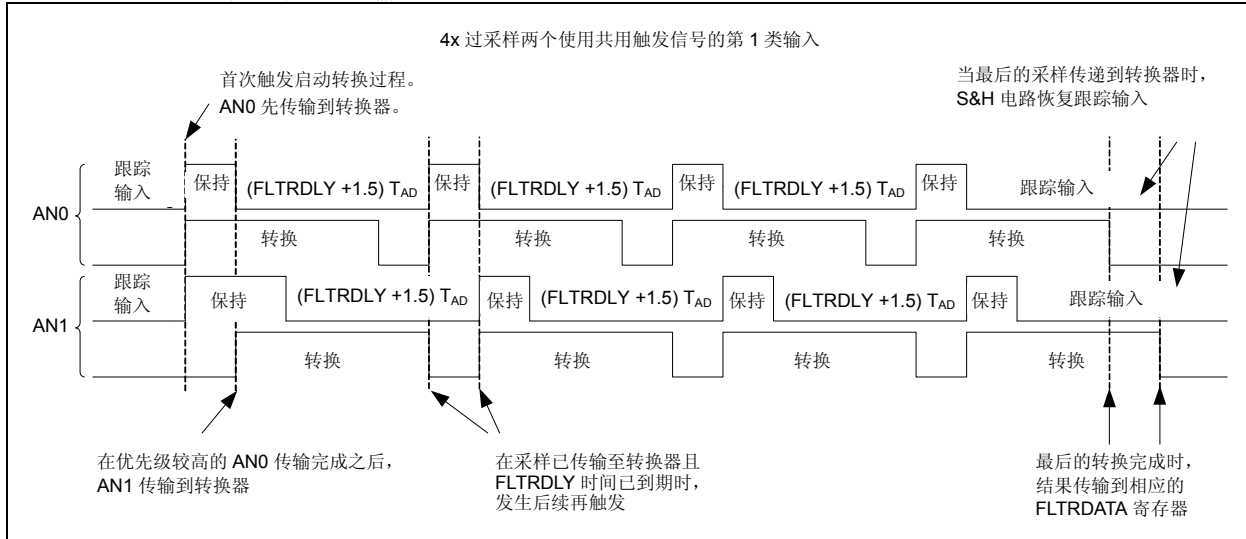 4x 过采样两个使用共用触发信号的第 1 类输入
首次触发启动转换过程。
AN0 先传输到转换器。
当最后的采样传递到转换器时，
S&H 电路恢复跟踪输入
AN0
跟踪
输入
保持
(FLTRDLY +1.5) TAD
保持
(FLTRDLY +1.5) TAD
保持
(FLTRDLY +1.5) TAD
保持
跟踪输入
转换
转换
转换
转换
AN1
跟踪
输入
保持
(FLTRDLY +1.5) TAD
保持
(FLTRDLY +1.5) TAD
保持
(FLTRDLY +1.5) TAD
保持
跟踪输入
转换
转换
转换
转换
在优先级较高的 AN0 传输完成之后，
AN1 传输到转换器
在采样已传输至转换器且
FLTRDLY 时间已到期时，
发生后续再触发
最后的转换完成时，
结果传输到相应的
FLTRDATA 寄存器